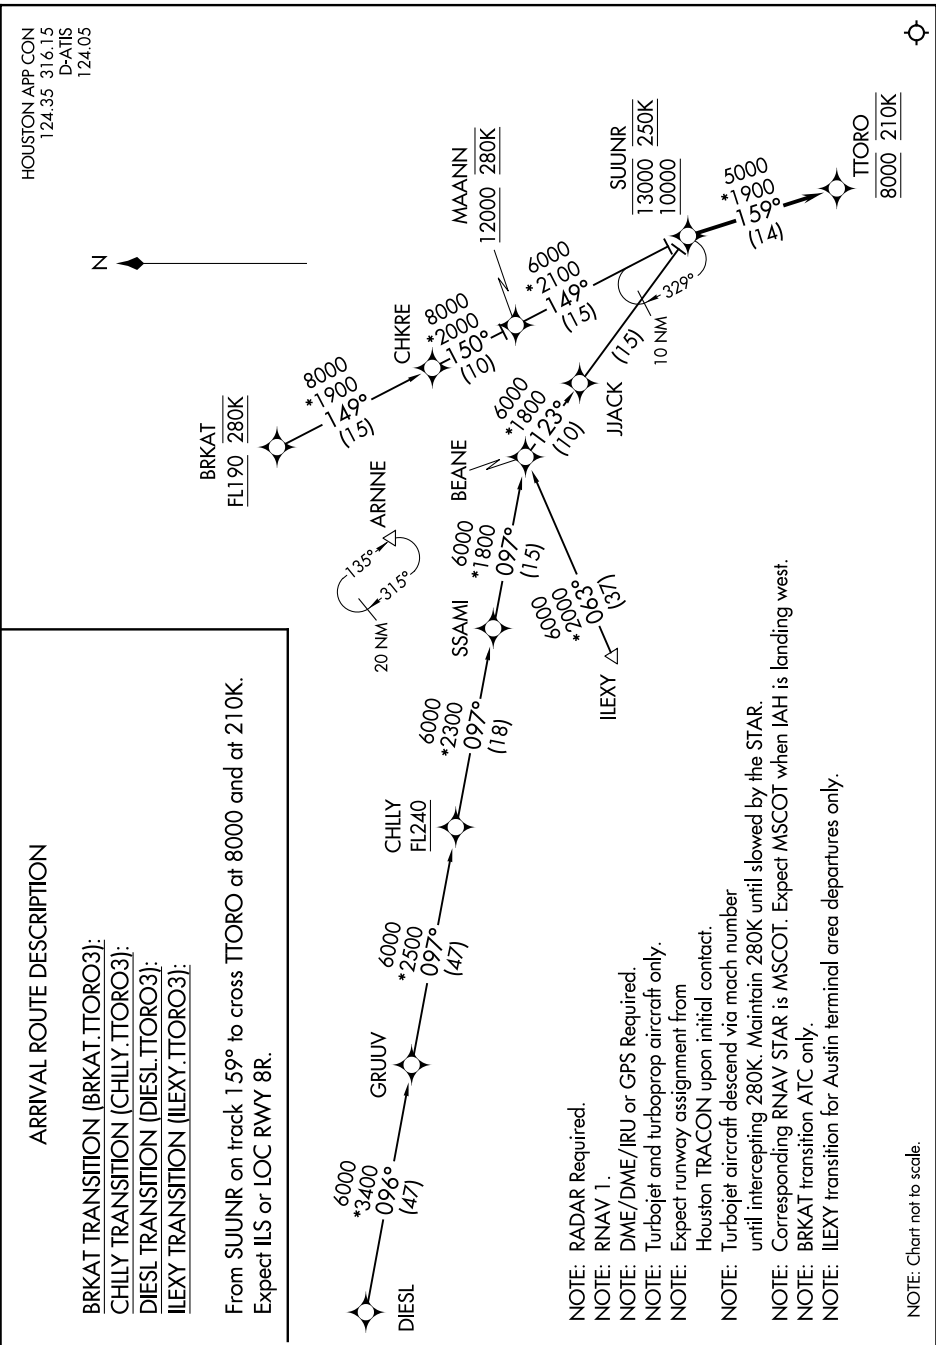 HOUSTON APP CON
124.35 316.15
D-ATIS
124.05
ARRIVAL ROUTE DESCRIPTION
BRKAT TRANSITION (BRKAT.TTORO3):
CHLLY TRANSITION (CHLLY.TTORO3):
DIESL TRANSITION (DIESL.TTORO3):
ILEXY TRANSITION (ILEXY.TTORO3):
From SUUNR on track 159° to cross TTORO at 8000 and at 210K.
Expect ILS or LOC RWY 8R.
N
BRKAT
FL190 280K
8000
*1900
149°
(15)
CHKRE
8000
*2000
150°
(10)
MAANN
12000 280K
6000
*2100
149°
(15)
SUUNR
13000 250K
10000
329°
10 NM
5000
*1900
159°
(14)
TTORO
8000 210K
ARNNE
135°
315°
20 NM
DIESL
6000
*3400
096°
(47)
GRUUV
6000
*2500
097°
(47)
CHLLY
FL240
6000
*2300
097°
(18)
SSAMI
6000
*1800
097°
(15)
BEANE
6000
*1800
123°
(10)
JJACK
(15)
ILEXY
6000
*2000
063°
(37)
NOTE: RADAR Required.
NOTE: RNAV 1.
NOTE: DME/DME/IRU or GPS Required.
NOTE: Turbojet and turboprop aircraft only.
NOTE: Expect runway assignment from
Houston TRACON upon initial contact.
NOTE: Turbojet aircraft descend via mach number
until intercepting 280K. Maintain 280K until slowed by the STAR.
NOTE: Corresponding RNAV STAR is MSCOT. Expect MSCOT when IAH is landing west.
NOTE: BRKAT transition ATC only.
NOTE: ILEXY transition for Austin terminal area departures only.
NOTE: Chart not to scale.